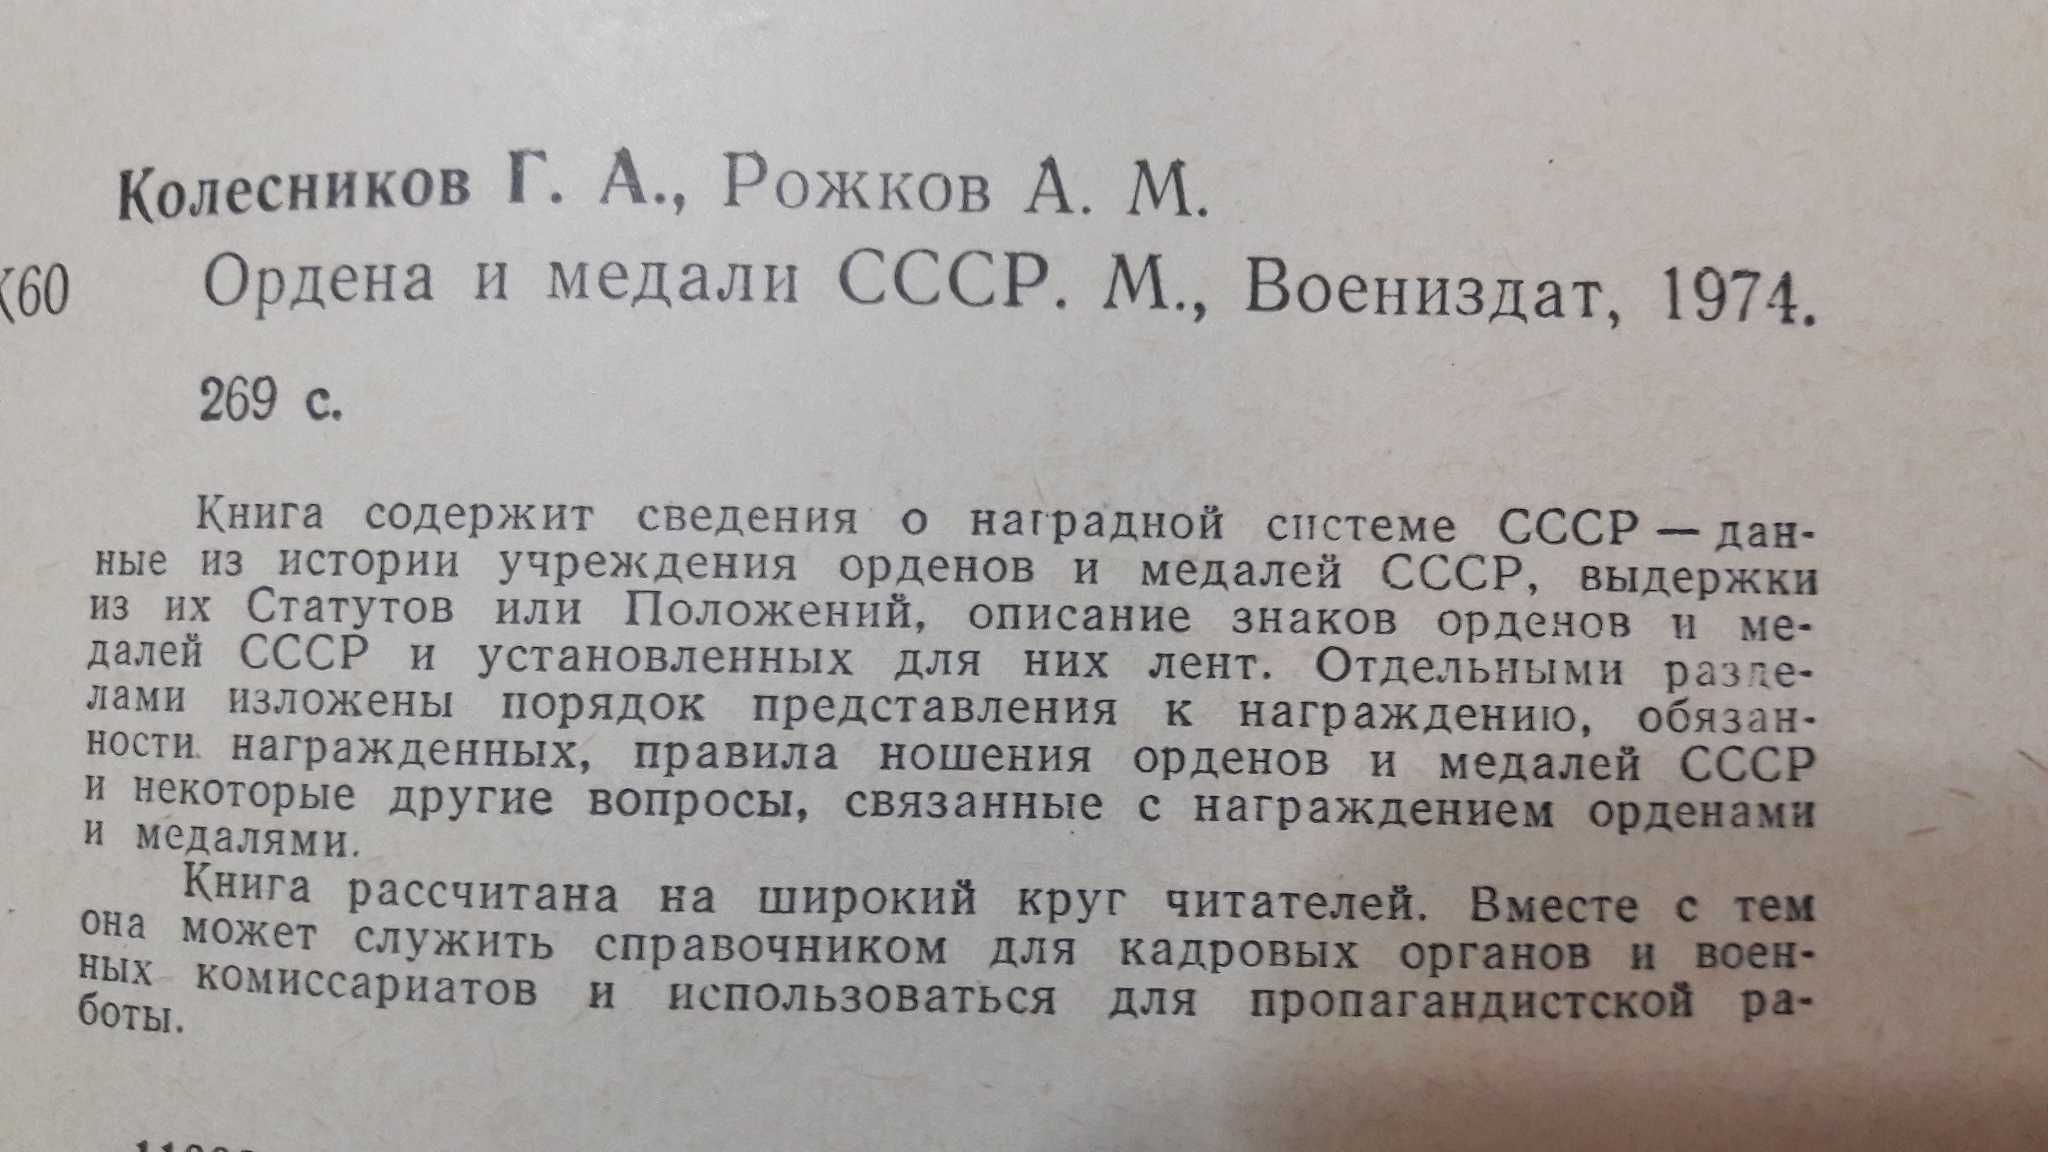 Колесников Г. А., Рожков А. М.
К60 Ордена и медали СССР. М., Воениздат, 1974.
269 с.
Книга содержит сведения о наградной системе СССР — дан-
ные из истории учреждения орденов и медалей СССР, выдержки
из их Статутов или Положений, описание знаков орденов и ме-
далей СССР и установленных для них лент. Отдельными разде-
лами изложены порядок представления к награждению, обязан-
ности награжденных, правила ношения орденов и медалей СССР
и некоторые другие вопросы, связанные с награждением орденами
и медалями.
Книга рассчитана на широкий круг читателей. Вместе с тем
она может служить справочником для кадровых органов и воен-
ных комиссариатов и использоваться для пропагандистской ра-
боты.